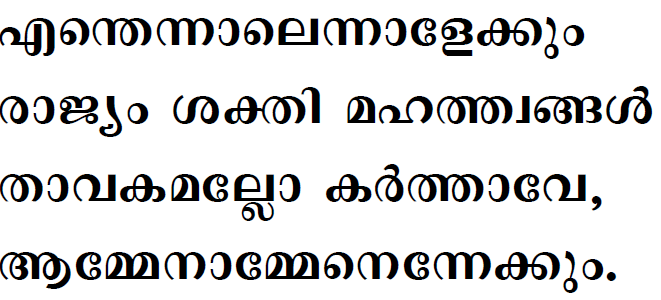 എന്തെന്നാലെന്നാളേക്കും
രാജ്യം ശക്തി മഹത്ത്വങ്ങൾ
താവകമല്ലോ കർത്താവേ,
ആമ്മേനാമ്മേനെന്നേക്കും.